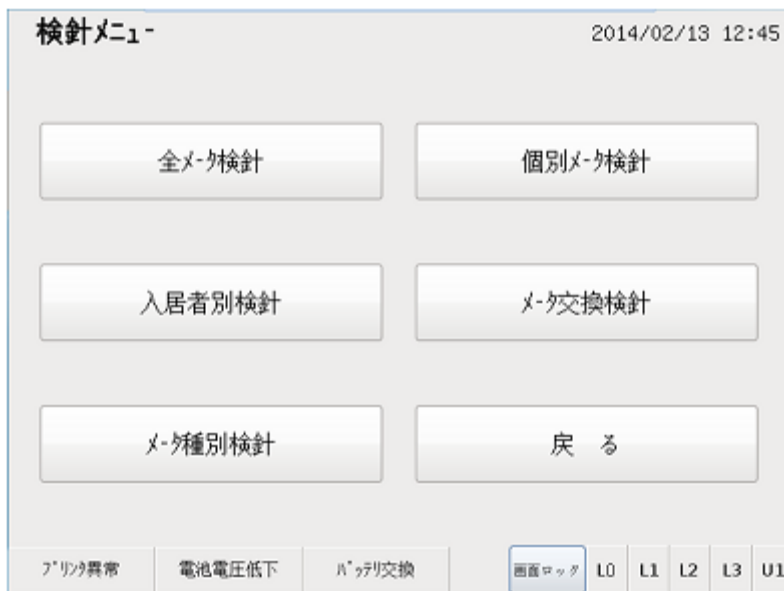 検針ﾒﾆｭｰ 2014/02/13 12:45
全ﾒｰﾀ検針 個別ﾒｰﾀ検針
入居者別検針 ﾒｰﾀ交換検針
ﾒｰﾀ種別検針 戻　る
ﾌﾟﾘﾝﾀ異常 電池電圧低下 ﾊﾞｯﾃﾘ交換 画面ロック L0 L1 L2 L3 U1